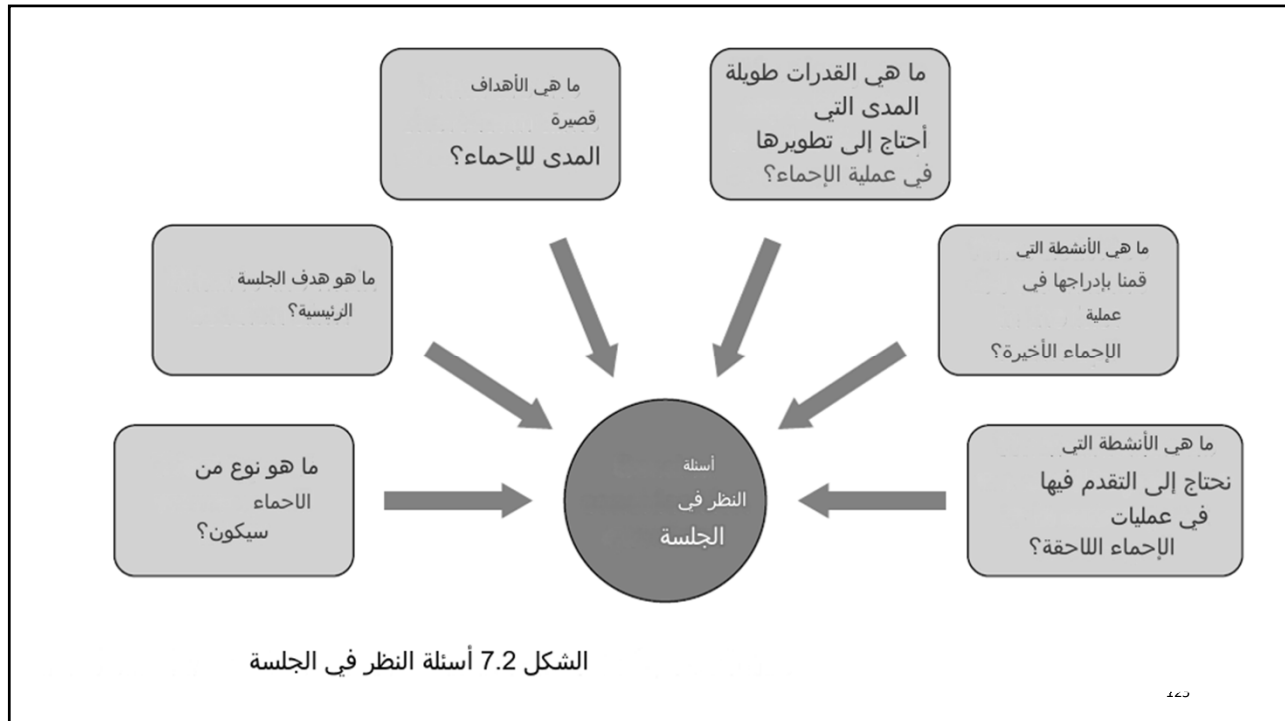 ما هي القدرات طويلة
المدى التي
أحتاج إلى تطويرها
في عملية الإحماء؟
ما هي الأهداف
قصيرة
المدى للإحماء؟
ما هي الأنشطة التي
قمنا بإدراجها في
عملية
الإحماء الأخيرة؟
ما هو هدف الجلسة
الرئيسية؟
ما هي الأنشطة التي
نحتاج إلى التقدم فيها
في عمليات
الإحماء اللاحقة؟
ما هو نوع من
الاحماء
سيكون؟
أسئلة
النظر في
الجلسة
الشكل 7.2 أسئلة النظر في الجلسة